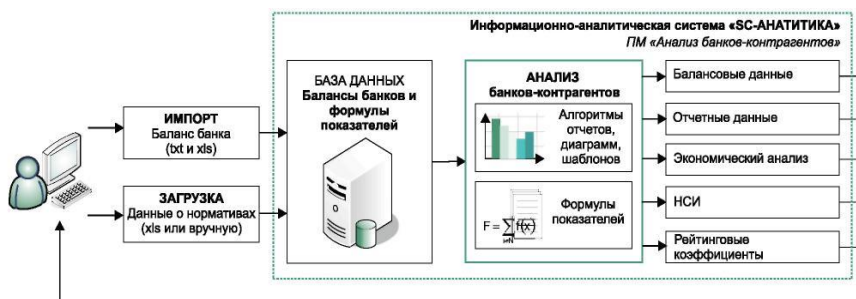 Информационно-аналитическая система «SC-АНАТИТИКА»
ПМ «Анализ банков-контрагентов»
ИМПОРТ
Баланс банка
(txt и xls)
ЗАГРУЗКА
Данные о нормативах
(xls или вручную)
БАЗА ДАННЫХ
Балансы банков и
формулы
показателей
АНАЛИЗ
банков-контрагентов
Алгоритмы
отчетов,
диаграмм,
шаблонов
Формулы
показателей
F = ∑ f(x)
i∈N
Балансовые данные
Отчетные данные
Экономический анализ
НСИ
Рейтинговые
коэффициенты